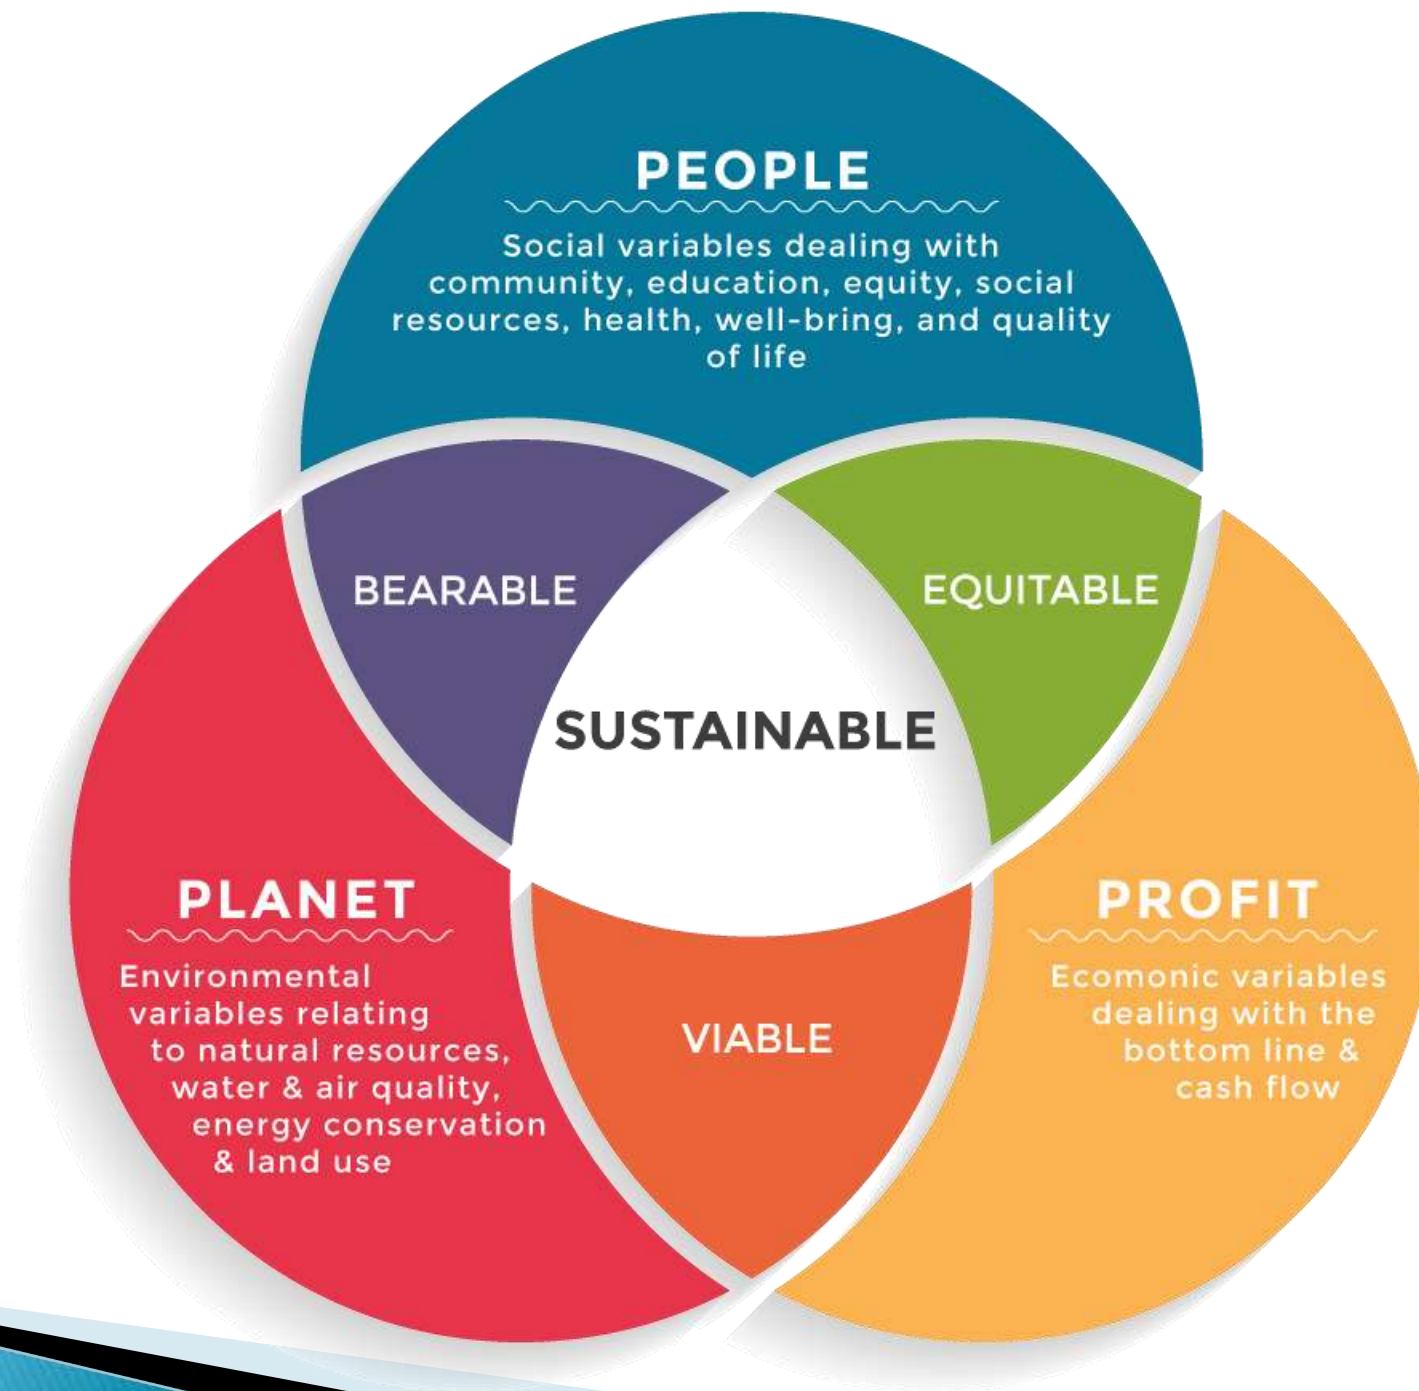 PEOPLE
Social variables dealing with
community, education, equity, social
resources, health, well-bring, and quality
of life
BEARABLE
EQUITABLE
SUSTAINABLE
PLANET
Environmental
variables relating
to natural resources,
water & air quality,
energy conservation
& land use
VIABLE
PROFIT
Ecomonic variables
dealing with the
bottom line &
cash flow